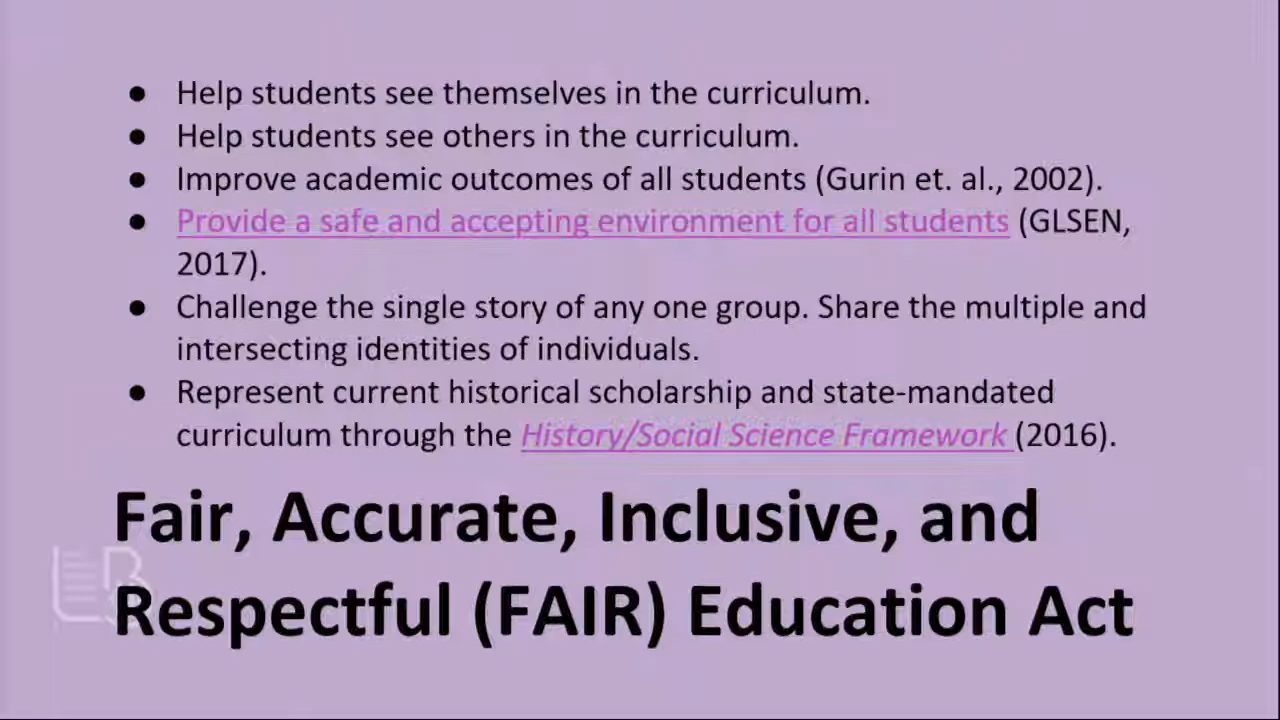 ● Help students see themselves in the curriculum.
● Help students see others in the curriculum.
● Improve academic outcomes of all students (Gurin et. al., 2002).
● Provide a safe and accepting environment for all students (GLSEN,
2017).
● Challenge the single story of any one group. Share the multiple and
intersecting identities of individuals.
● Represent current historical scholarship and state-mandated
curriculum through the History/Social Science Framework (2016).
Fair, Accurate, Inclusive, and
Respectful (FAIR) Education Act